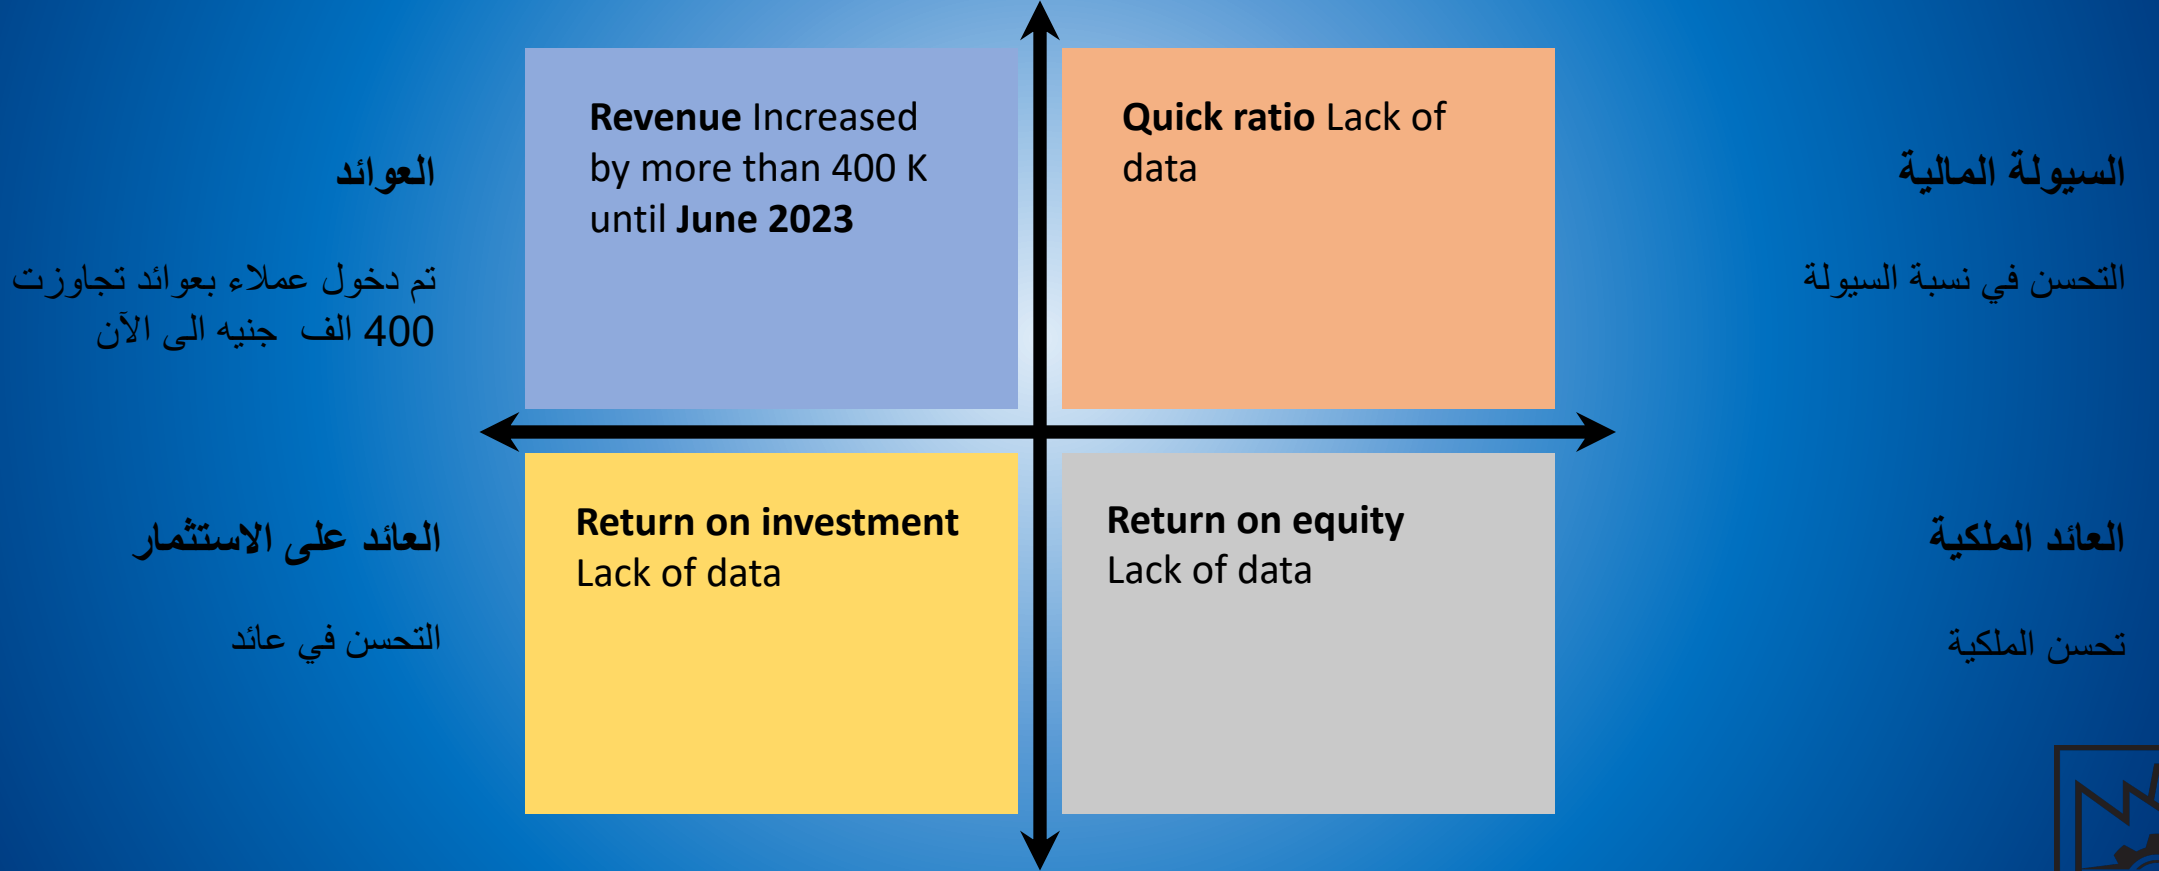 العوائد
تم دخول عملاء بعوائد تجاوزت
400 الف جنيه الى الآن
Revenue Increased
by more than 400 K
until June 2023
Quick ratio Lack of
data
السيولة المالية
التحسن في نسبة السيولة
العائد على الاستثمار
التحسن في عائد
Return on investment
Lack of data
Return on equity
Lack of data
العائد الملكية
تحسن الملكية